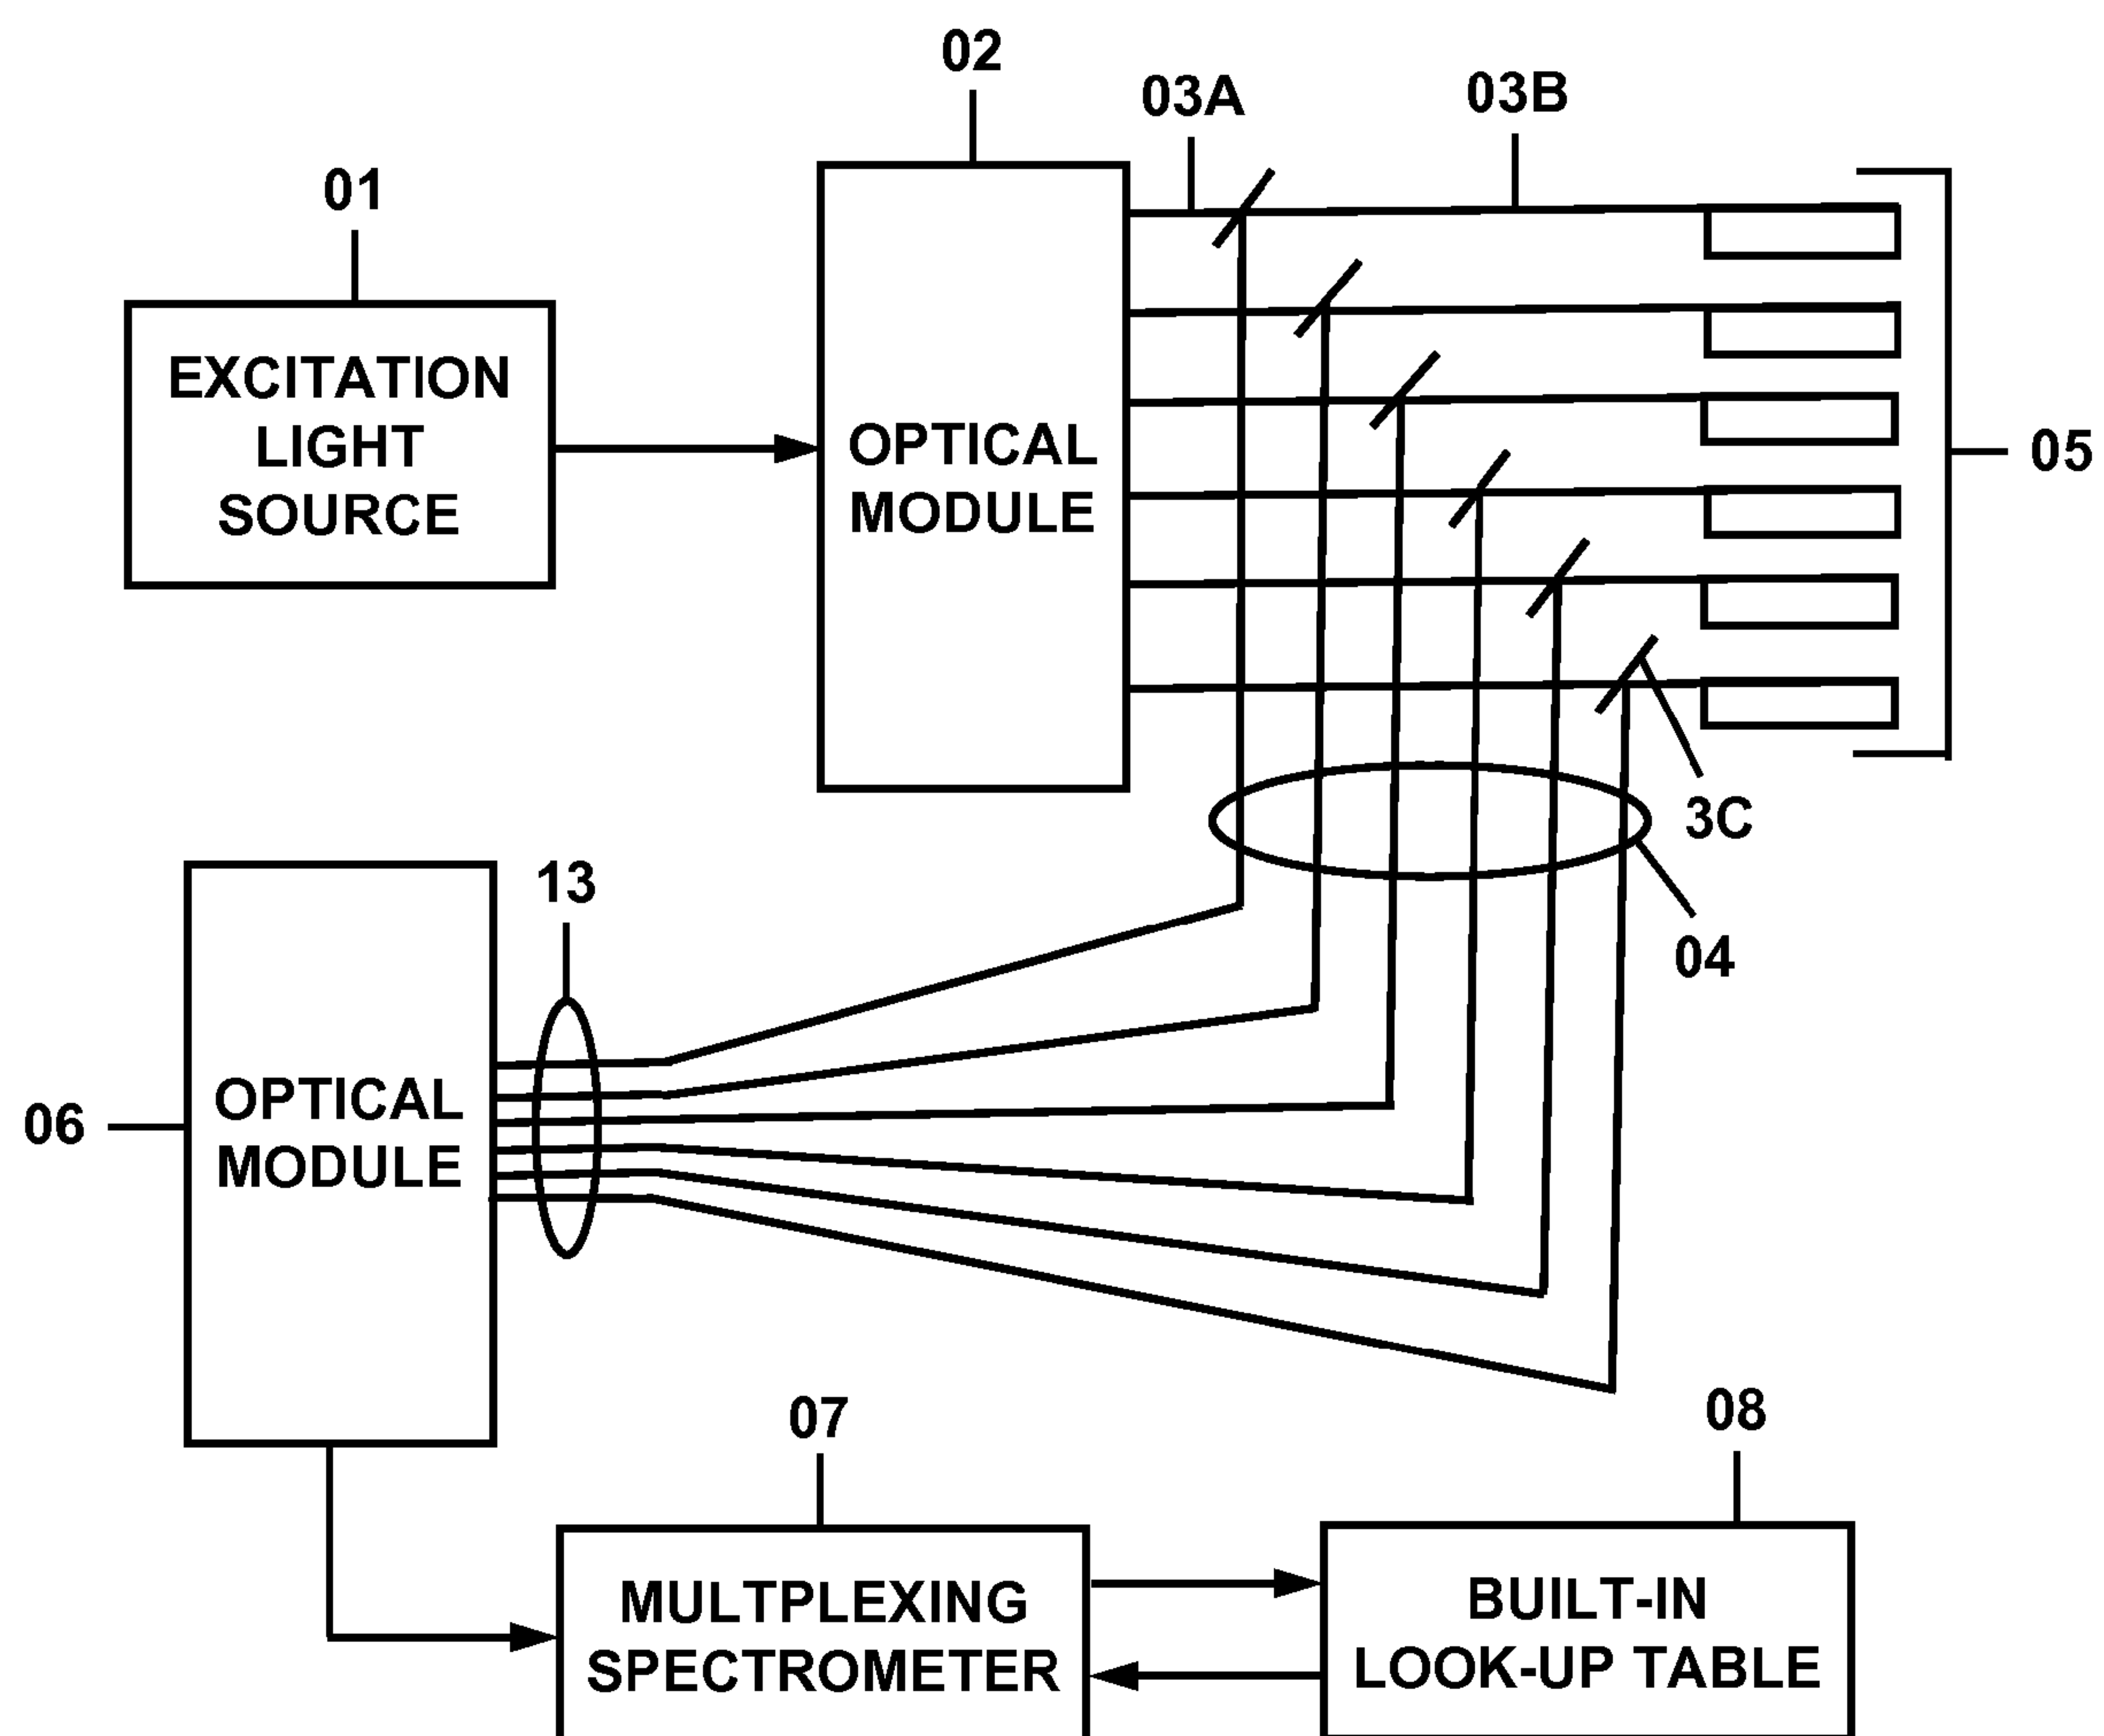 02
03A
03B
01
EXCITATION
LIGHT
SOURCE
OPTICAL
MODULE
05
3C
13
04
OPTICAL
MODULE
06
07
08
MULTPLEXING
SPECTROMETER
BUILT-IN
LOOK-UP TABLE